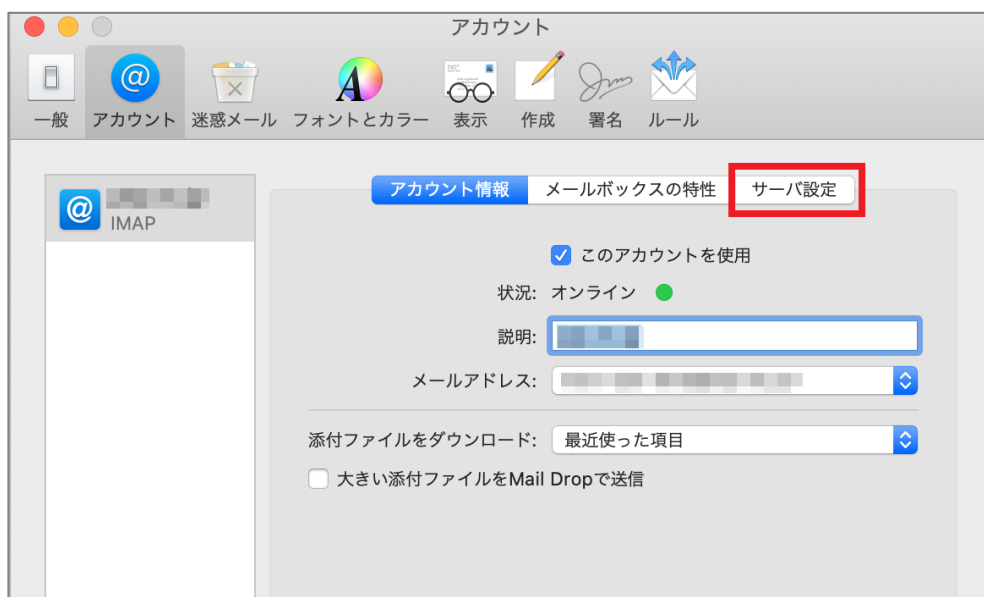 アカウント
一般 アカウント 迷惑メール フォントとカラー 表示 作成 署名 ルール
アカウント情報 メールボックスの特性 サーバ設定
IMAP
このアカウントを使用
状況: オンライン
説明:
メールアドレス:
添付ファイルをダウンロード: 最近使った項目
大きい添付ファイルをMail Dropで送信